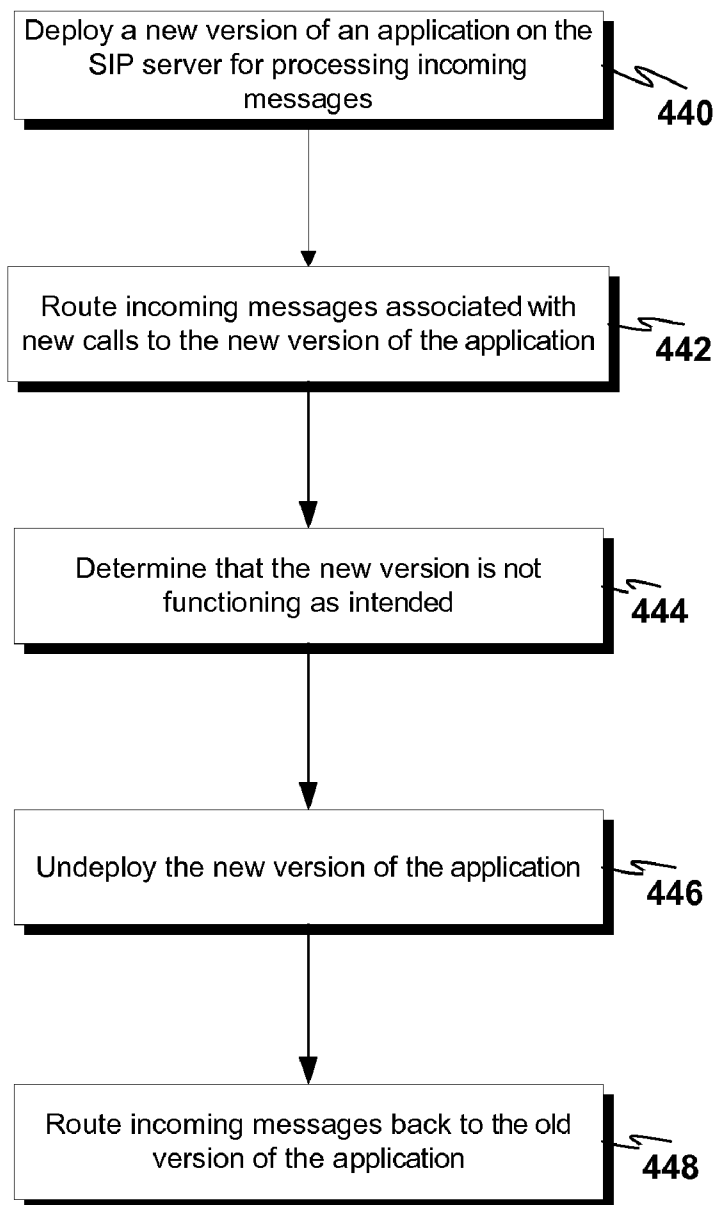 Deploy a new version of an application on the
SIP server for processing incoming
messages
440
Route incoming messages associated with
new calls to the new version of the application
442
Determine that the new version is not
functioning as intended
444
Undeploy the new version of the application
446
Route incoming messages back to the old
version of the application
448